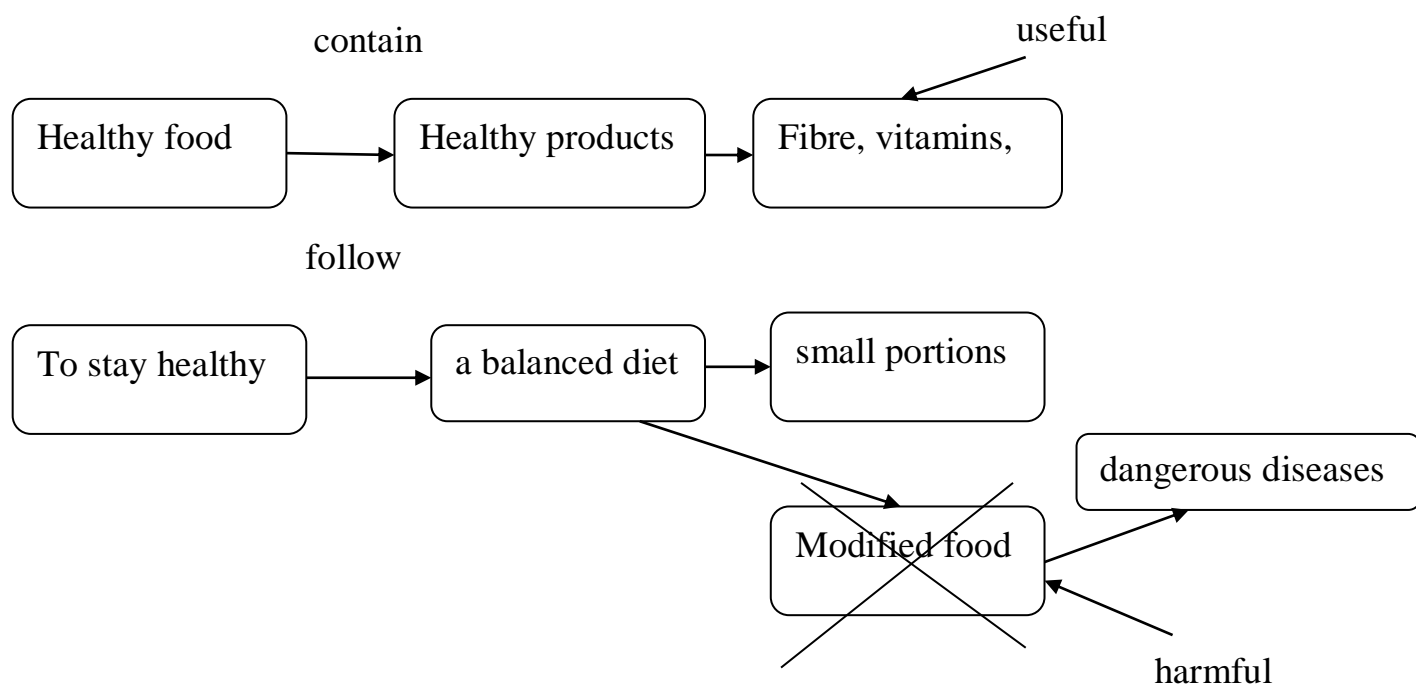 contain
useful
Healthy food
Healthy products
Fibre, vitamins,
follow
To stay healthy
a balanced diet
small portions
dangerous diseases
Modified food
harmful